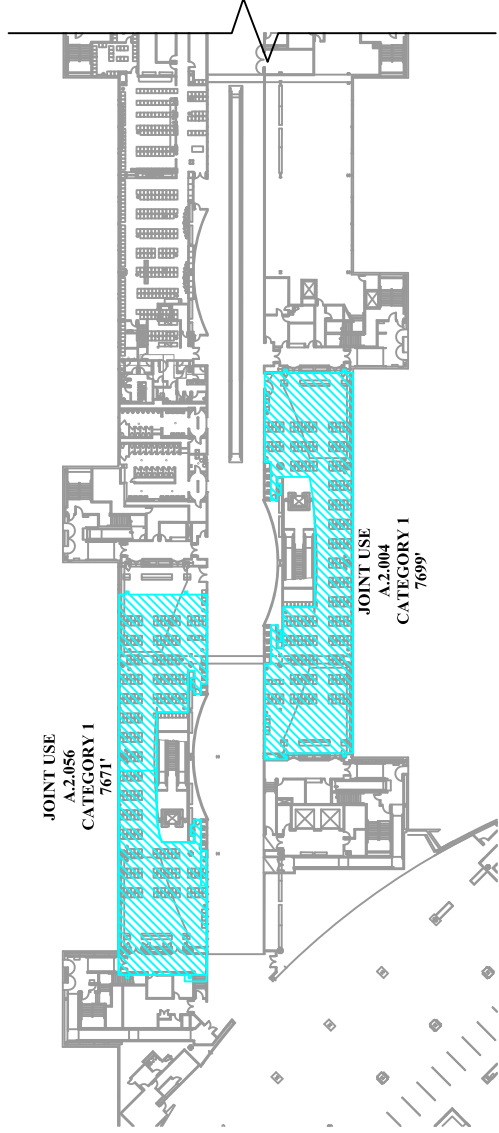 JOINT USE
A.2.004
CATEGORY 1
7699'
JOINT USE
A.2.056
CATEGORY 1
7671'